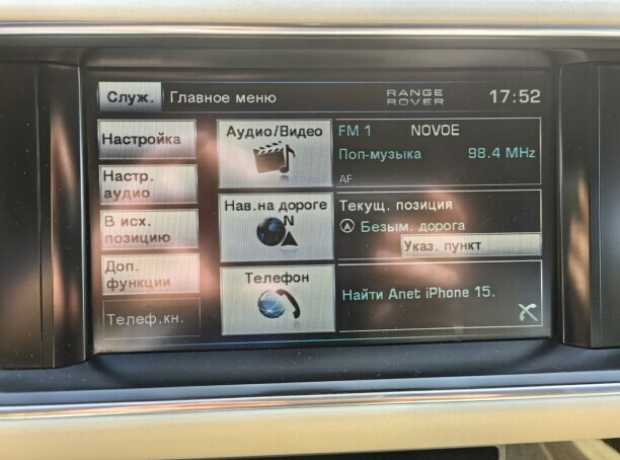 Служ. Главное меню RANGE ROVER 17:52
Настройка
Настр. аудио
В исх. позицию
Доп. функции
Телеф.кн.
Аудио/Видео
Нав.на дороге
N
Телефон
FM 1 NOVOE
Поп-музыка 98.4 MHz
AF
Текущ. позиция
Безым. дорога
Указ. пункт
Найти Anet iPhone 15.